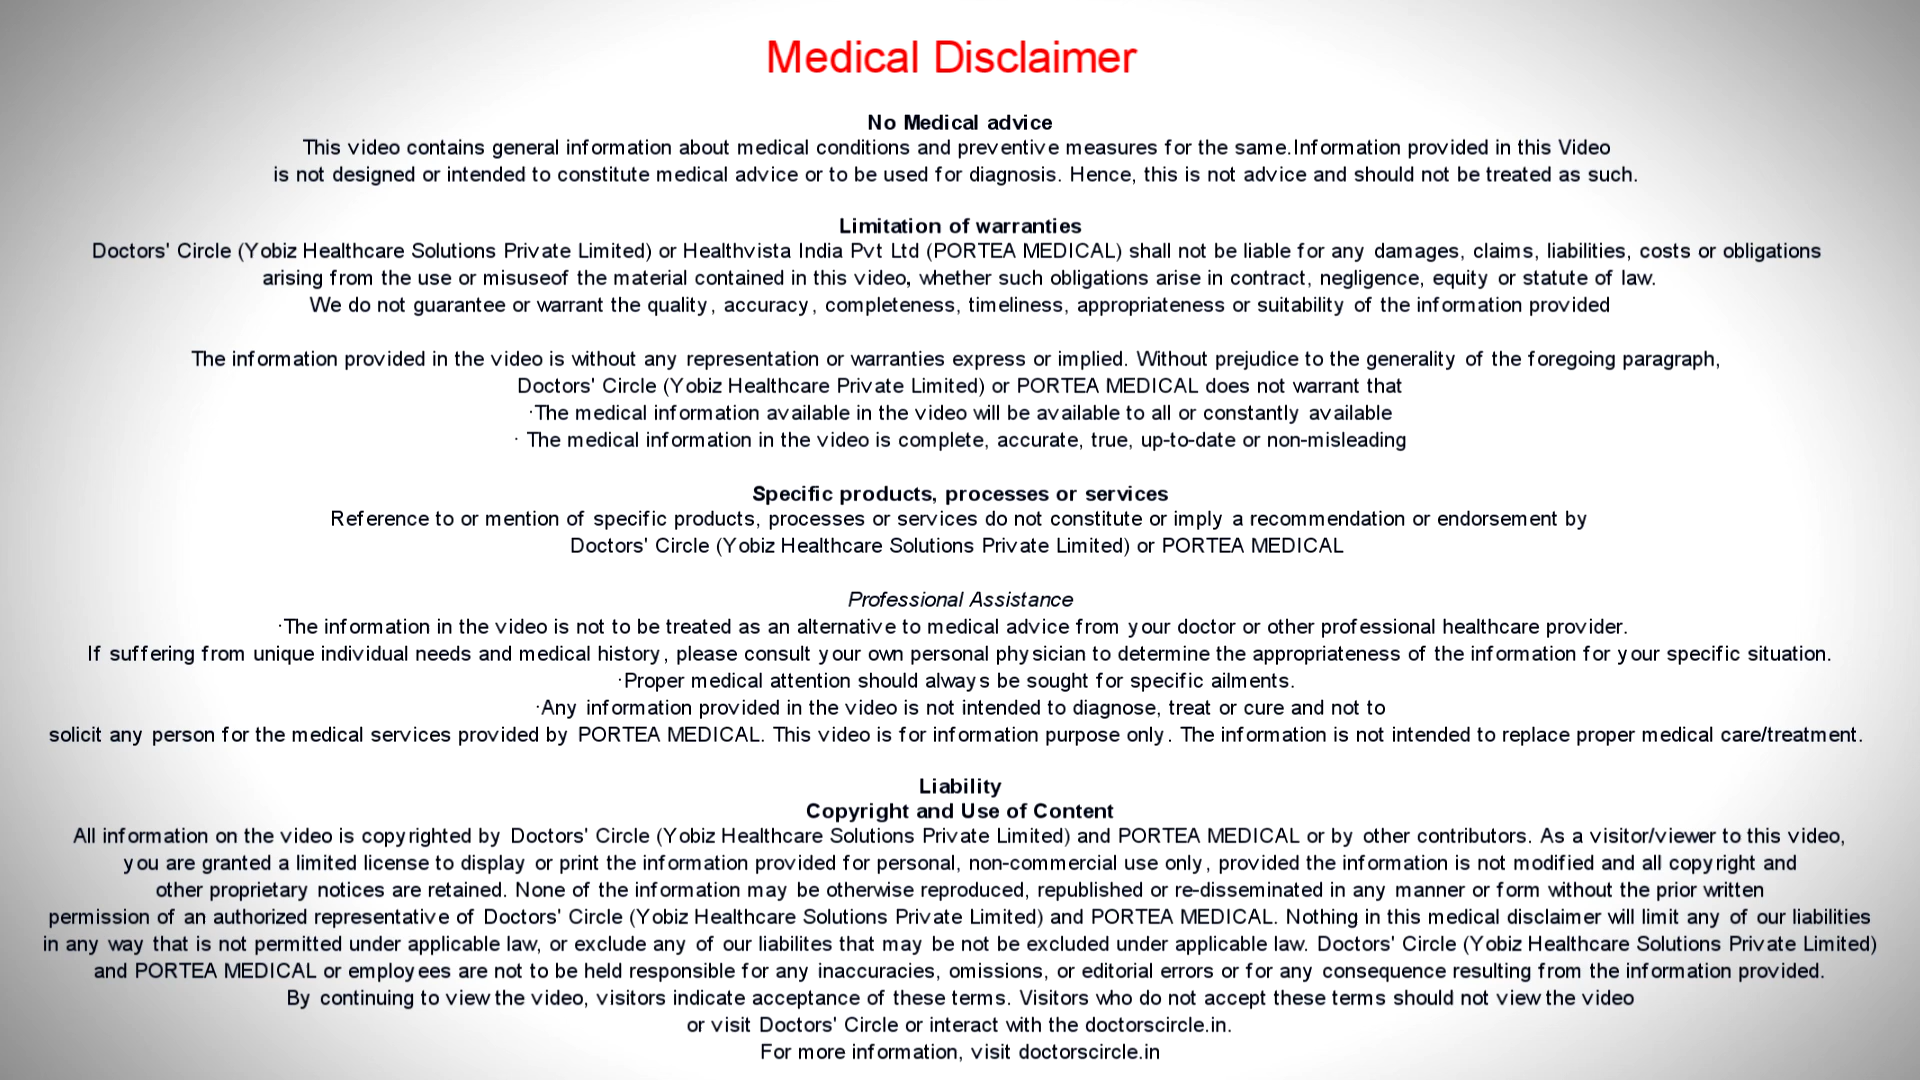 Medical Disclaimer
No Medical advice
This video contains general information about medical conditions and preventive measures for the same.Information provided in this Video
is not designed or intended to constitute medical advice or to be used for diagnosis. Hence, this is not advice and should not be treated as such.
Limitation of warranties
Doctors' Circle (Yobiz Healthcare Solutions Private Limited) or Healthvista India Pvt Ltd (PORTEA MEDICAL) shall not be liable for any damages, claims, liabilities, costs or obligations
arising from the use or misuseof the material contained in this video, whether such obligations arise in contract, negligence, equity or statute of law.
We do not guarantee or warrant the quality, accuracy, completeness, timeliness, appropriateness or suitability of the information provided
The information provided in the video is without any representation or warranties express or implied. Without prejudice to the generality of the foregoing paragraph,
Doctors' Circle (Yobiz Healthcare Private Limited) or PORTEA MEDICAL does not warrant that
·The medical information available in the video will be available to all or constantly available
· The medical information in the video is complete, accurate, true, up-to-date or non-misleading
Specific products, processes or services
Reference to or mention of specific products, processes or services do not constitute or imply a recommendation or endorsement by
Doctors' Circle (Yobiz Healthcare Solutions Private Limited) or PORTEA MEDICAL
Professional Assistance
·The information in the video is not to be treated as an alternative to medical advice from your doctor or other professional healthcare provider.
If suffering from unique individual needs and medical history, please consult your own personal physician to determine the appropriateness of the information for your specific situation.
·Proper medical attention should always be sought for specific ailments.
·Any information provided in the video is not intended to diagnose, treat or cure and not to
solicit any person for the medical services provided by PORTEA MEDICAL. This video is for information purpose only. The information is not intended to replace proper medical care/treatment.
Liability
Copyright and Use of Content
All information on the video is copyrighted by Doctors' Circle (Yobiz Healthcare Solutions Private Limited) and PORTEA MEDICAL or by other contributors. As a visitor/viewer to this video,
you are granted a limited license to display or print the information provided for personal, non-commercial use only, provided the information is not modified and all copyright and
other proprietary notices are retained. None of the information may be otherwise reproduced, republished or re-disseminated in any manner or form without the prior written
permission of an authorized representative of Doctors' Circle (Yobiz Healthcare Solutions Private Limited) and PORTEA MEDICAL. Nothing in this medical disclaimer will limit any of our liabilities
in any way that is not permitted under applicable law, or exclude any of our liabilites that may be not be excluded under applicable law. Doctors' Circle (Yobiz Healthcare Solutions Private Limited)
and PORTEA MEDICAL or employees are not to be held responsible for any inaccuracies, omissions, or editorial errors or for any consequence resulting from the information provided.
By continuing to view the video, visitors indicate acceptance of these terms. Visitors who do not accept these terms should not view the video
or visit Doctors' Circle or interact with the doctorscircle.in.
For more information, visit doctorscircle.in